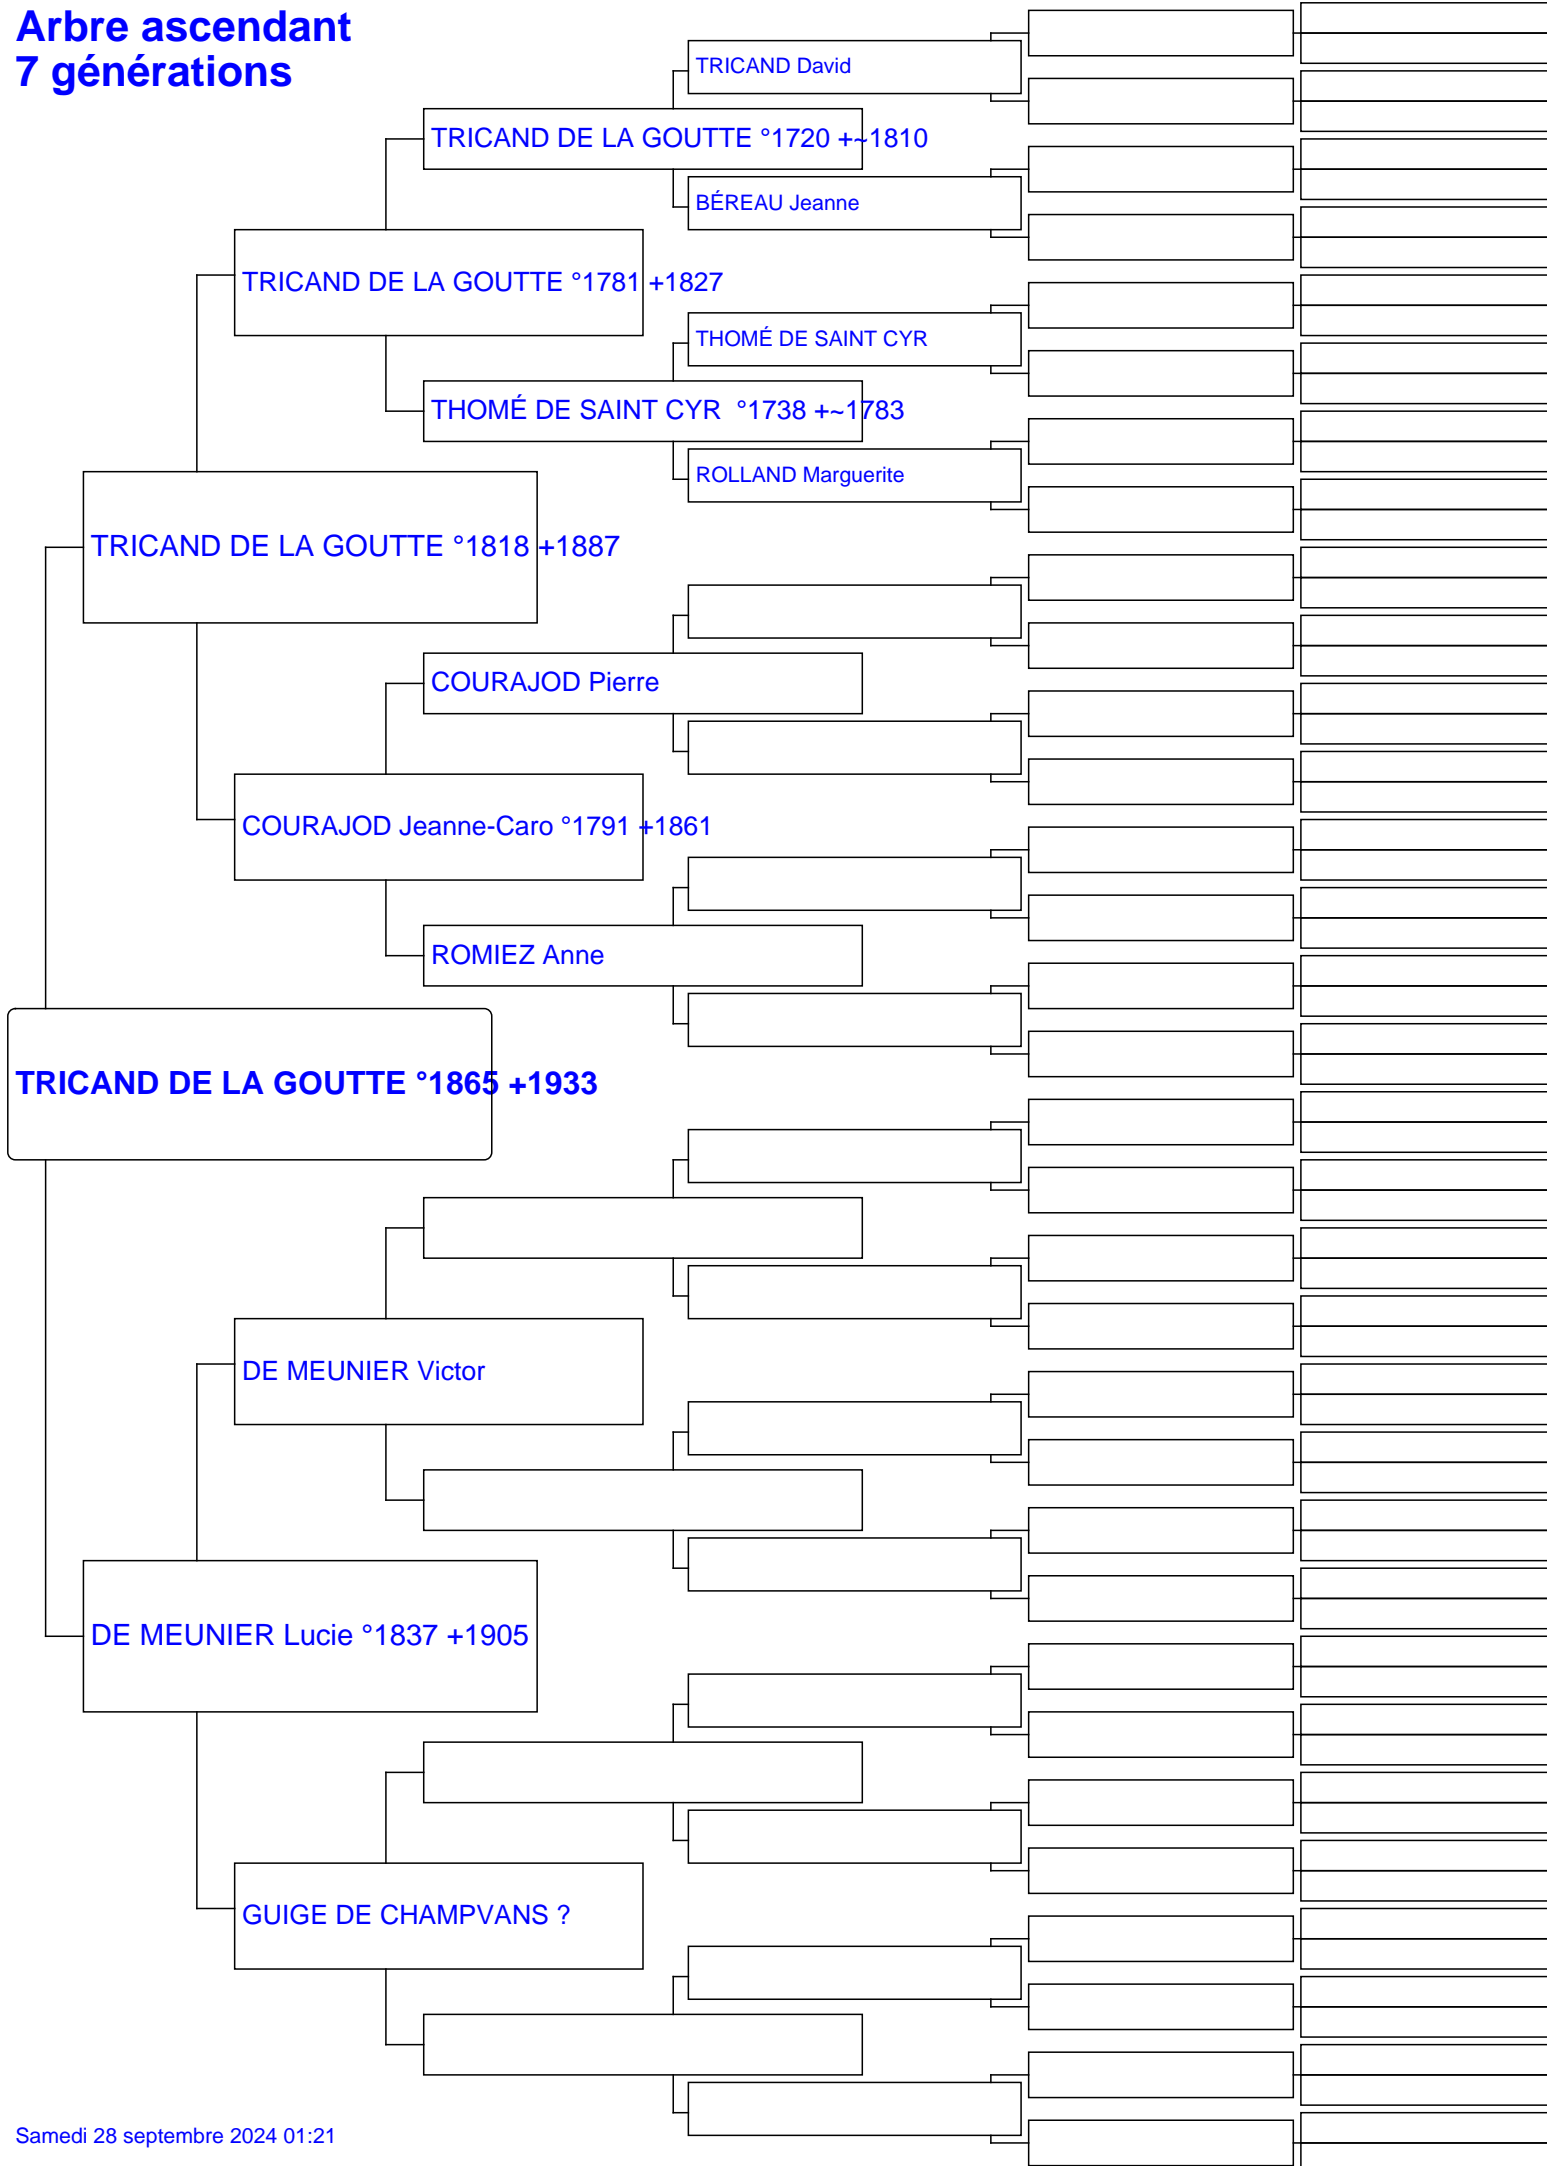 Arbre ascendant
7 générations
TRICAND David
TRICAND DE LA GOUTTE °1720 +~1810
BÉREAU Jeanne
TRICAND DE LA GOUTTE °1781 +1827
THOMÉ DE SAINT CYR
THOMÉ DE SAINT CYR  °1738 +~1783
ROLLAND Marguerite
TRICAND DE LA GOUTTE °1818 +1887
COURAJOD Pierre
COURAJOD Jeanne-Caro °1791 +1861
ROMIEZ Anne
TRICAND DE LA GOUTTE °1865 +1933
DE MEUNIER Victor
DE MEUNIER Lucie °1837 +1905
GUIGE DE CHAMPVANS ?
Samedi 28 septembre 2024 01:21